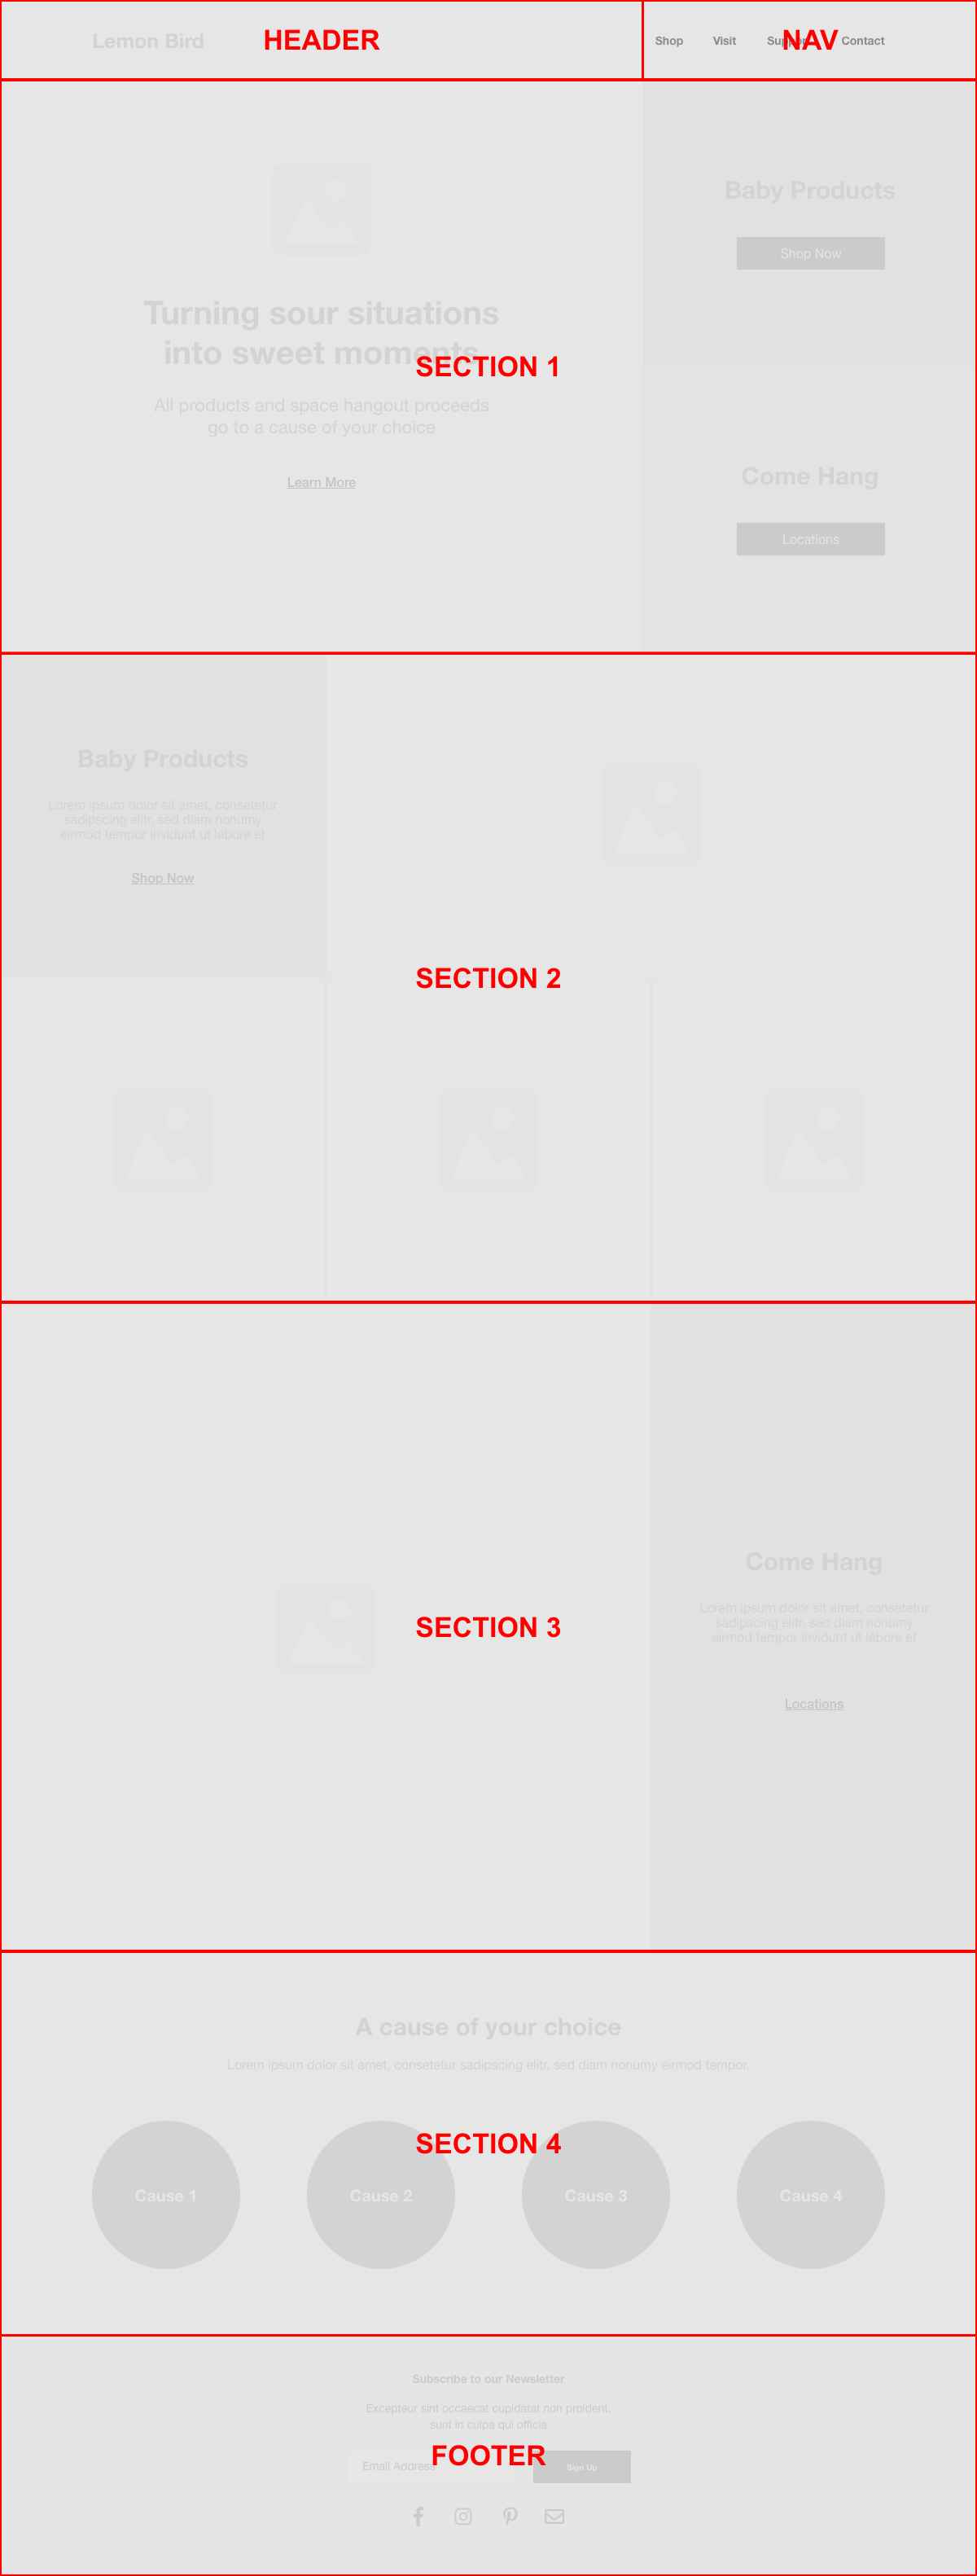 Lemon Bird
HEADER
Shop
Visit
Support
NAV
Contact
Turning sour situations
into sweet moments
All products and space hangout proceeds
go to a cause of your choice
Learn More
Baby Products
Shop Now
SECTION 1
Come Hang
Locations
Baby Products
Lorem ipsum dolor sit amet, consetetur
sadipscing elitr, sed diam nonumy
eirmod tempor invidunt ut labore et
Shop Now
SECTION 2
SECTION 3
Come Hang
Lorem ipsum dolor sit amet, consetetur
sadipscing elitr, sed diam nonumy
eirmod tempor invidunt ut labore et
Locations
A cause of your choice
Lorem ipsum dolor sit amet, consetetur sadipscing elitr, sed diam nonumy eirmod tempor.
SECTION 4
Cause 1
Cause 2
Cause 3
Cause 4
Subscribe to our Newsletter
Excepteur sint occaecat cupidatat non proident,
sunt in culpa qui officia
FOOTER
Email Address
Sign Up